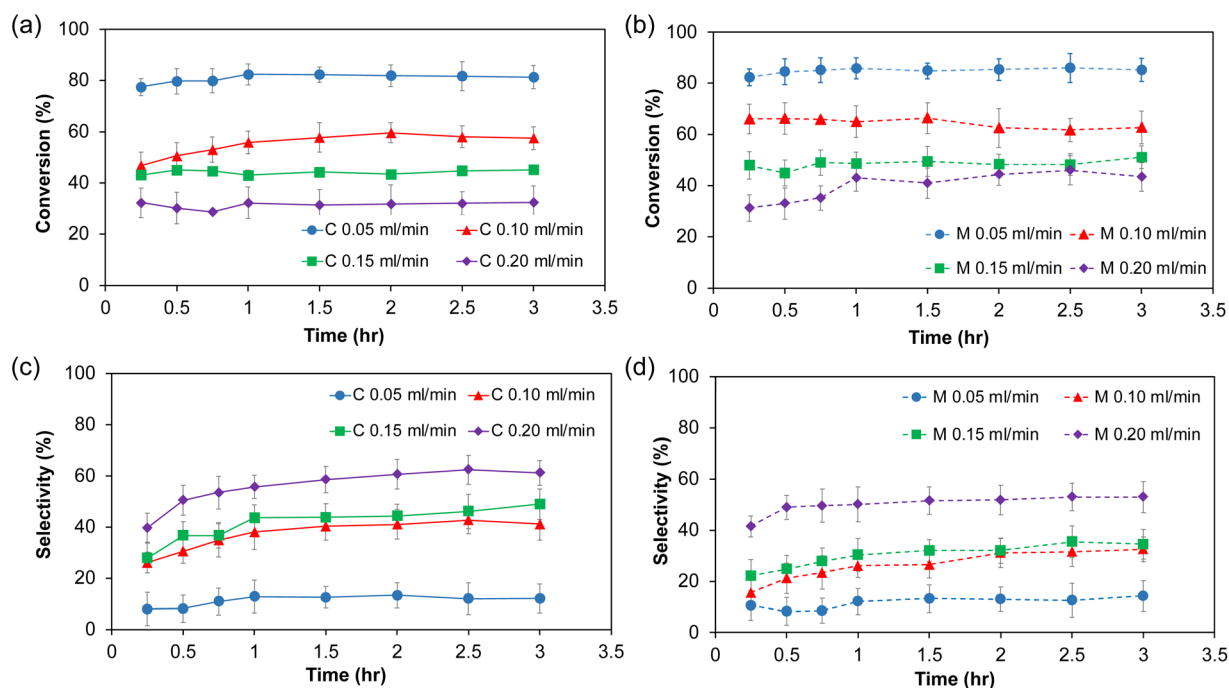 (a)
100
80
60
40
20
0
Conversion (%)
C 0.05 ml/min C 0.10 ml/min
C 0.15 ml/min C 0.20 ml/min
0 0.5 1 1.5 2 2.5 3 3.5
Time (hr)
(b)
100
80
60
40
20
0
Conversion (%)
M 0.05 ml/min M 0.10 ml/min
M 0.15 ml/min M 0.20 ml/min
0 0.5 1 1.5 2 2.5 3 3.5
Time (hr)
(c)
100
80
60
40
20
0
Selectivity (%)
C 0.05 ml/min C 0.10 ml/min
C 0.15 ml/min C 0.20 ml/min
0 0.5 1 1.5 2 2.5 3 3.5
Time (hr)
(d)
100
80
60
40
20
0
Selectivity (%)
M 0.05 ml/min M 0.10 ml/min
M 0.15 ml/min M 0.20 ml/min
0 0.5 1 1.5 2 2.5 3 3.5
Time (hr)